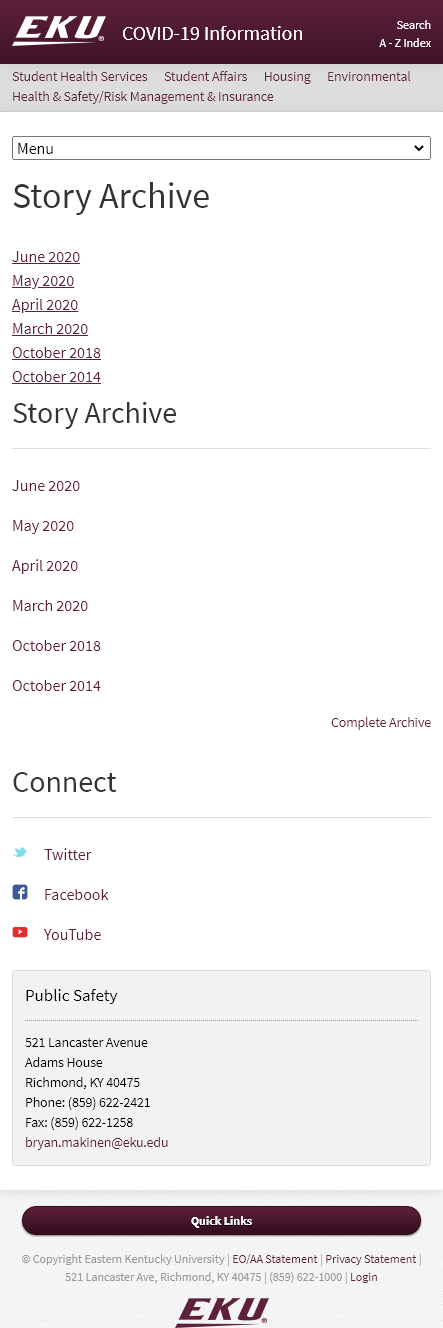 EKU® COVID-19 Information
Search
A - Z Index
Student Health Services Student Affairs Housing Environmental
Health & Safety/Risk Management & Insurance
Menu
Story Archive
June 2020
May 2020
April 2020
March 2020
October 2018
October 2014
Story Archive
June 2020
May 2020
April 2020
March 2020
October 2018
October 2014
Complete Archive
Connect
Twitter
Facebook
YouTube
Public Safety
521 Lancaster Avenue
Adams House
Richmond, KY 40475
Phone: (859) 622-2421
Fax: (859) 622-1258
bryan.makinen@eku.edu
Quick Links
© Copyright Eastern Kentucky University | EO/AA Statement | Privacy Statement |
521 Lancaster Ave, Richmond, KY 40475 | (859) 622-1000 | Login
EKU®